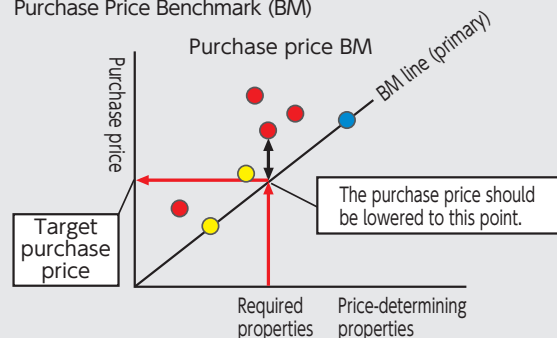 Purchase Price Benchmark (BM)
Purchase price BM
BM line (primary)
Purchase price
The purchase price should
be lowered to this point.
Target
purchase
price
Required
properties
Price-determining
properties